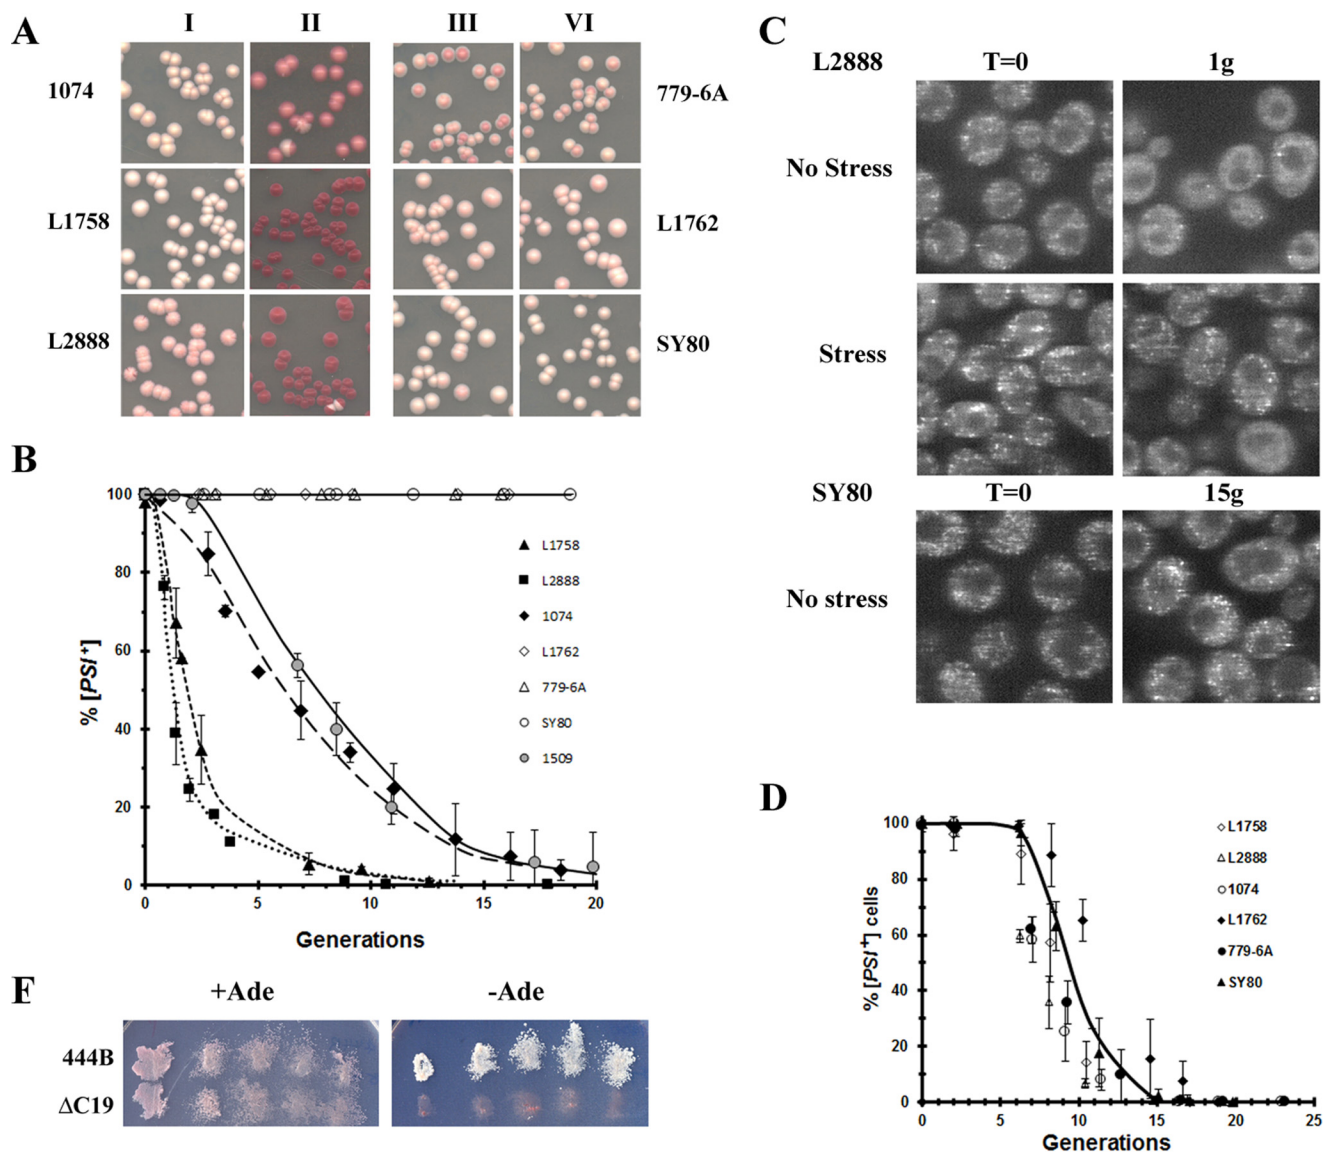 A
I II III VI
1074
779-6A
L1758
L1762
L2888
SY80
B
100
80
60
40
20
0
% [PSI⁺]
0 5 10 15 20
Generations
L1758
L2888
1074
L1762
779-6A
SY80
1509
C
L2888 T=0 1g
No Stress
Stress
SY80 T=0 15g
No stress
D
100
80
60
40
20
0
% [PSI⁺] cells
0 5 10 15 20 25
Generations
L1758
L2888
1074
L1762
779-6A
SY80
E
+Ade -Ade
444B
ΔC19